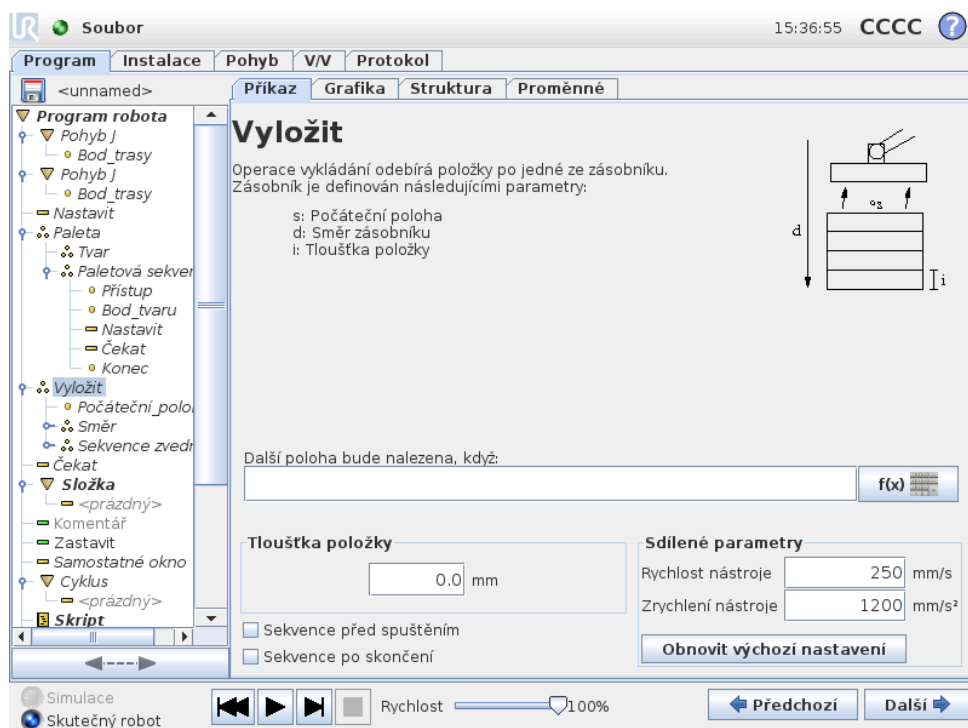 UR Soubor 15:36:55 CCCC ?
Program Instalace Pohyb V/V Protokol
<unnamed>
Příkaz Grafika Struktura Proměnné
Program robota
Pohyb J
Bod_trasy
Pohyb J
Bod_trasy
Nastavit
Paleta
Tvar
Paletová sekver
Přístup
Bod_tvaru
Nastavit
Čekat
Konec
Vyložit
Počáteční_polo
Směr
Sekvence zvedr
Čekat
Složka
<prázdný>
Komentář
Zastavit
Samostatné okno
Cyklus
<prázdný>
Skript
Vyložit
Operace vykládání odebírá položky po jedné ze zásobníku.
Zásobník je definován následujícími parametry:
s: Počáteční poloha
d: Směr zásobníku
i: Tloušťka položky
s
d
i
Další poloha bude nalezena, když:
f(x)
Tloušťka položky
0.0 mm
Sekvence před spuštěním
Sekvence po skončení
Sdílené parametry
Rychlost nástroje 250 mm/s
Zrychlení nástroje 1200 mm/s²
Obnovit výchozí nastavení
Simulace
Skutečný robot
Rychlost 100%
Předchozí Další